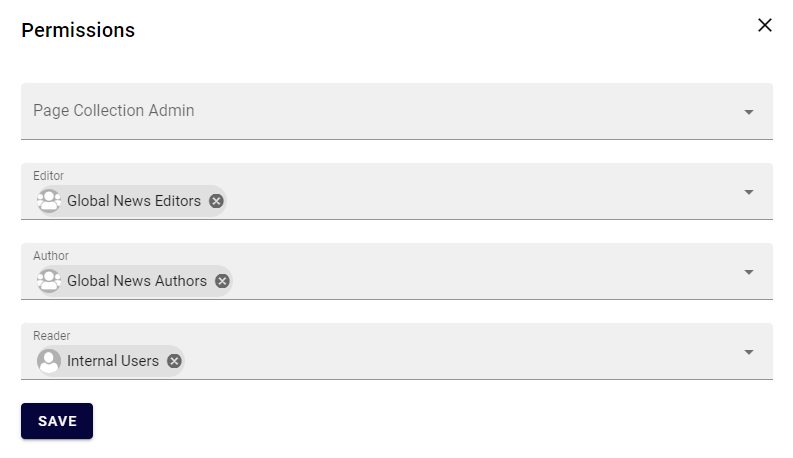 Permissions
Page Collection Admin
Editor
Global News Editors
Author
Global News Authors
Reader
Internal Users
SAVE